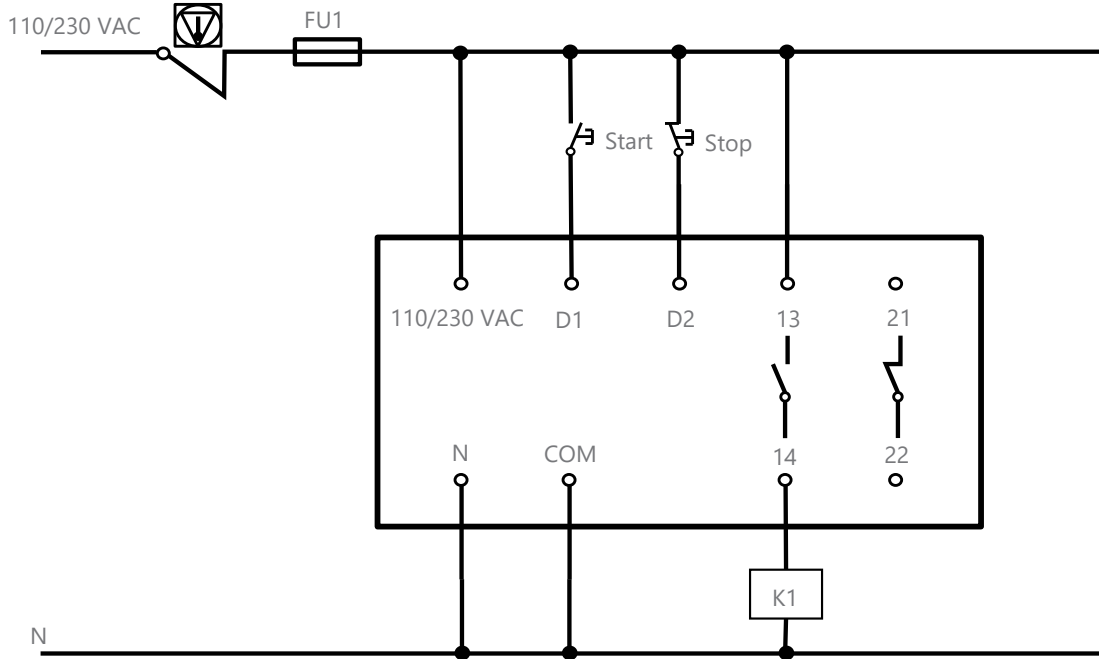 110/230 VAC
FU1
Start
Stop
110/230 VAC
D1
D2
13
21
N
COM
14
22
K1
N